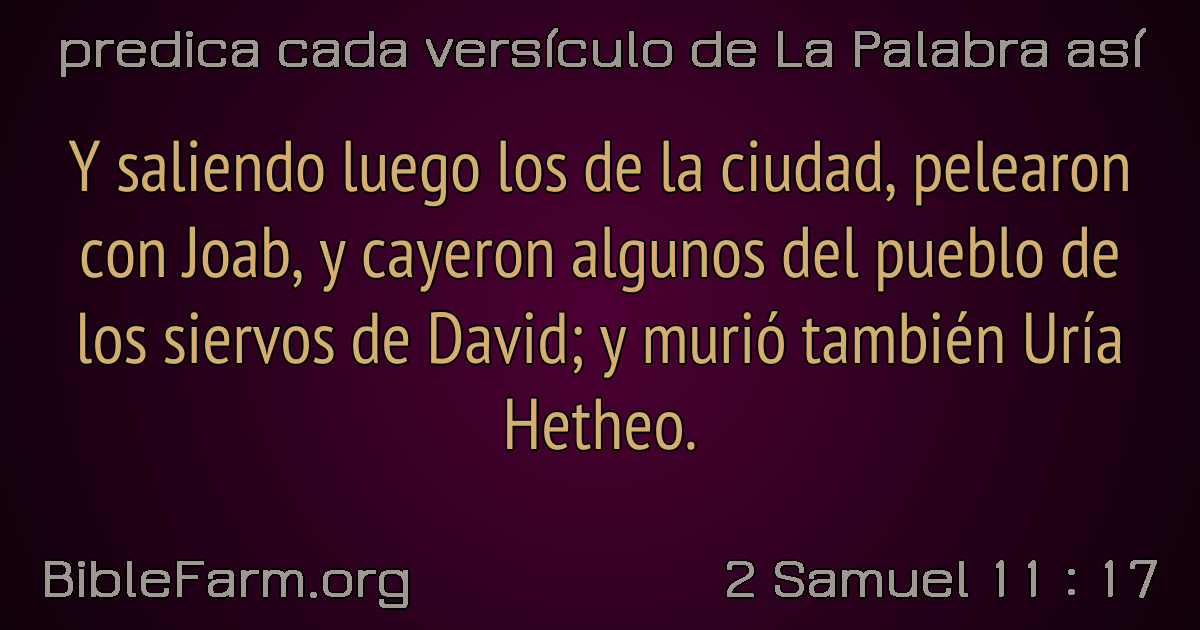 predica cada versículo de La Palabra así
Y saliendo luego los de la ciudad, pelearon
con Joab, y cayeron algunos del pueblo de
los siervos de David; y murió también Uría
Hetheo.
BibleFarm.org
2 Samuel 11 : 17